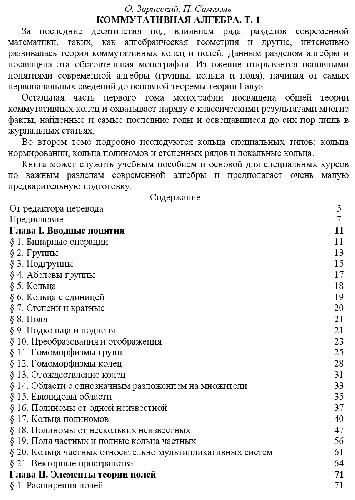 О. Зарисский, П. Самюэль
КОММУТАТИВНАЯ АЛГЕБРА. Т. 1
За последние десятилетия под влиянием ряда разделов современной
математики, таких, как алгебраическая геометрия и другие, интенсивно
развивалась теория коммутативных колец и полей. Данным разделам алгебры и
посвящена эта обстоятельная монография. Изложение открывается основными
понятиями современной алгебры (группы, кольца и поля), начиная от самых
первоначальных сведений до основной теоремы теории Галуа.
Остальная часть первого тома монографии посвящена общей теории
коммутативных колец и охватывает наряду с классическими результатами многие
факты, найденные в самые последние годы и освещавшиеся до сих пор лишь в
журнальных статьях.
Во втором томе подробно исследуются кольца специальных типов: кольца
нормирования, кольца полиномов и степенных рядов и локальные кольца.
Книга может служить учебным пособием и основой для специальных курсов
по важным разделам современной алгебры и предполагает очень малую
предварительную подготовку.
Содержание
От редактора перевода 5
Предисловие 7
Глава I. Вводные понятия 11
§ 1. Бинарные операции 11
§ 2. Группы 13
§ 3. Подгруппы 15
§ 4. Абелевы группы 17
§ 5. Кольца 18
§ 6. Кольца с единицей 19
§ 7. Степени и кратные 20
§ 8. Поля 21
§ 9. Подкольца и подполя 21
§ 10. Преобразования и отображения 23
§ 11. Гомоморфизмы групп 25
§ 12. Гомоморфизмы колец 28
§ 13. Отождествление колец 31
§ 14. Области с однозначным разложением на множители 33
§ 15. Евклидовы области 35
§ 16. Полиномы от одной неизвестной 37
§ 17. Кольца полиномов 40
§ 18. Полиномы от нескольких неизвестных 47
§ 19. Поля частных и полные кольца частных 56
§ 20. Кольца частных относительно мультипликативных систем 61
§ 21. Векторные пространства 64
Глава II. Элементы теории полей 71
§ 1. Расширения полей 71